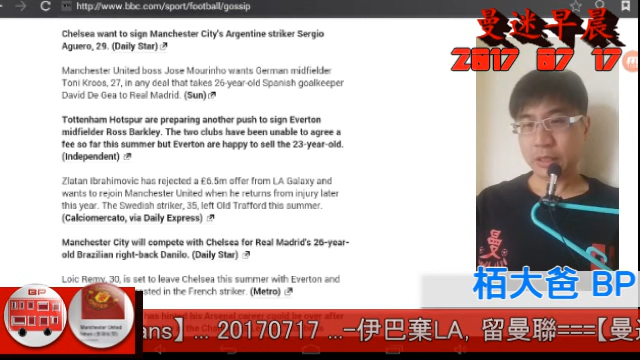 http://www.bbc.com/sport/football/gossip
曼迷早晨
2017 07 17
Chelsea want to sign Manchester City's Argentine striker Sergio
Aguero, 29. (Daily Star)
Manchester United boss Jose Mourinho wants German midfielder
Toni Kroos, 27, in any deal that takes 26-year-old Spanish goalkeeper
David De Gea to Real Madrid. (Sun)
Tottenham Hotspur are preparing another push to sign Everton
midfielder Ross Barkley. The two clubs have been unable to agree a
fee so far this summer but Everton are happy to sell the 23-year-old.
(Independent)
Zlatan Ibrahimovic has rejected a £6.5m offer from LA Galaxy and
wants to rejoin Manchester United when he returns from injury later
this year. The Swedish striker, 35, left Old Trafford this summer.
(Calciomercato, via Daily Express)
Manchester City will compete with Chelsea for Real Madrid's 26-year-
old Brazilian right-back Danilo. (Daily Star)
Loic Remy, 30, is set to leave Chelsea this summer with Everton and
sted in the French striker. (Metro)
曼
栢大爸 BP
BP
Manchester United
ans】... 20170717 ...-伊巴棄LA, 留曼聯===【曼